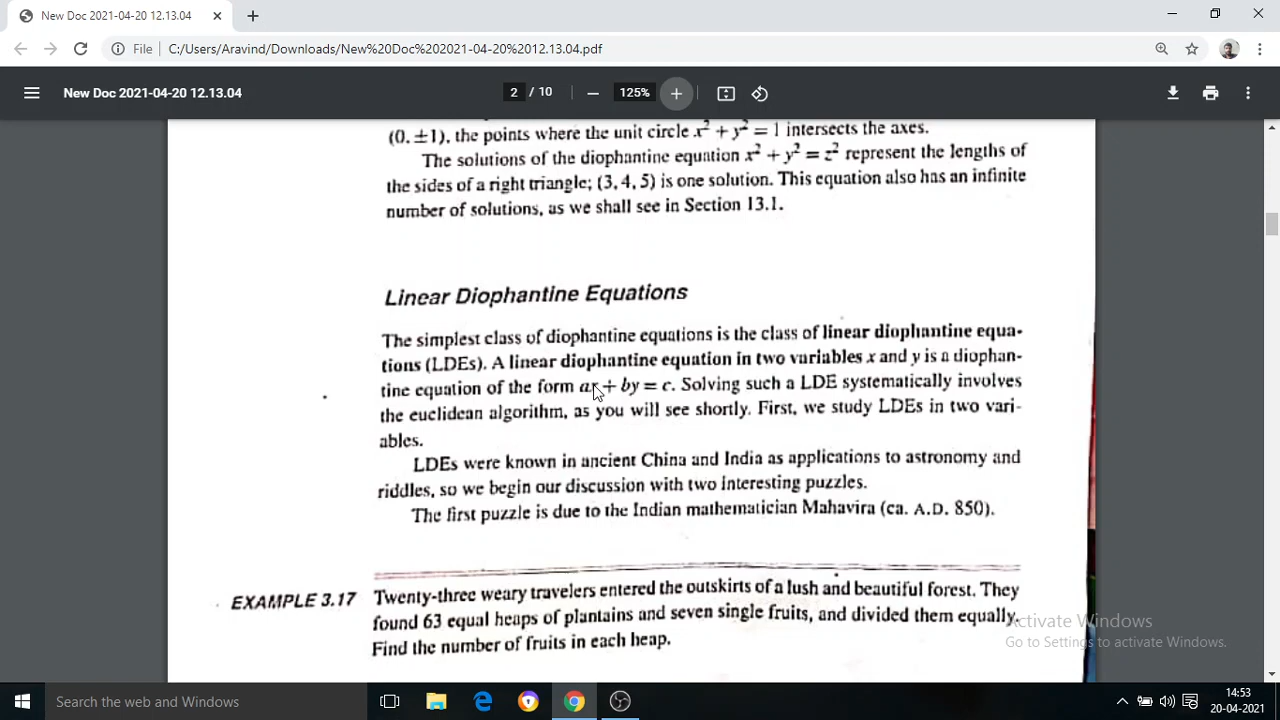 New Doc 2021-04-20 12.13.04
File C:/Users/Aravind/Downloads/New%20Doc%202021-04-20%2012.13.04.pdf
New Doc 2021-04-20 12.13.04 2 / 10 125%
(0, ±1), the points where the unit circle x² + y² = 1 intersects the axes.
The solutions of the diophantine equation x² + y² = z² represent the lengths of
the sides of a right triangle; (3, 4, 5) is one solution. This equation also has an infinite
number of solutions, as we shall see in Section 13.1.
Linear Diophantine Equations
The simplest class of diophantine equations is the class of linear diophantine equa-
tions (LDEs). A linear diophantine equation in two variables x and y is a diophan-
tine equation of the form ax + by = c. Solving such a LDE systematically involves
the euclidean algorithm, as you will see shortly. First, we study LDEs in two vari-
ables.
LDEs were known in ancient China and India as applications to astronomy and
riddles, so we begin our discussion with two interesting puzzles.
The first puzzle is due to the Indian mathematician Mahavira (ca. A.D. 850).
EXAMPLE 3.17 Twenty-three weary travelers entered the outskirts of a lush and beautiful forest. They
found 63 equal heaps of plantains and seven single fruits, and divided them equally.
Find the number of fruits in each heap.
Activate Windows
Go to Settings to activate Windows.
Search the web and Windows
14:53
20-04-2021